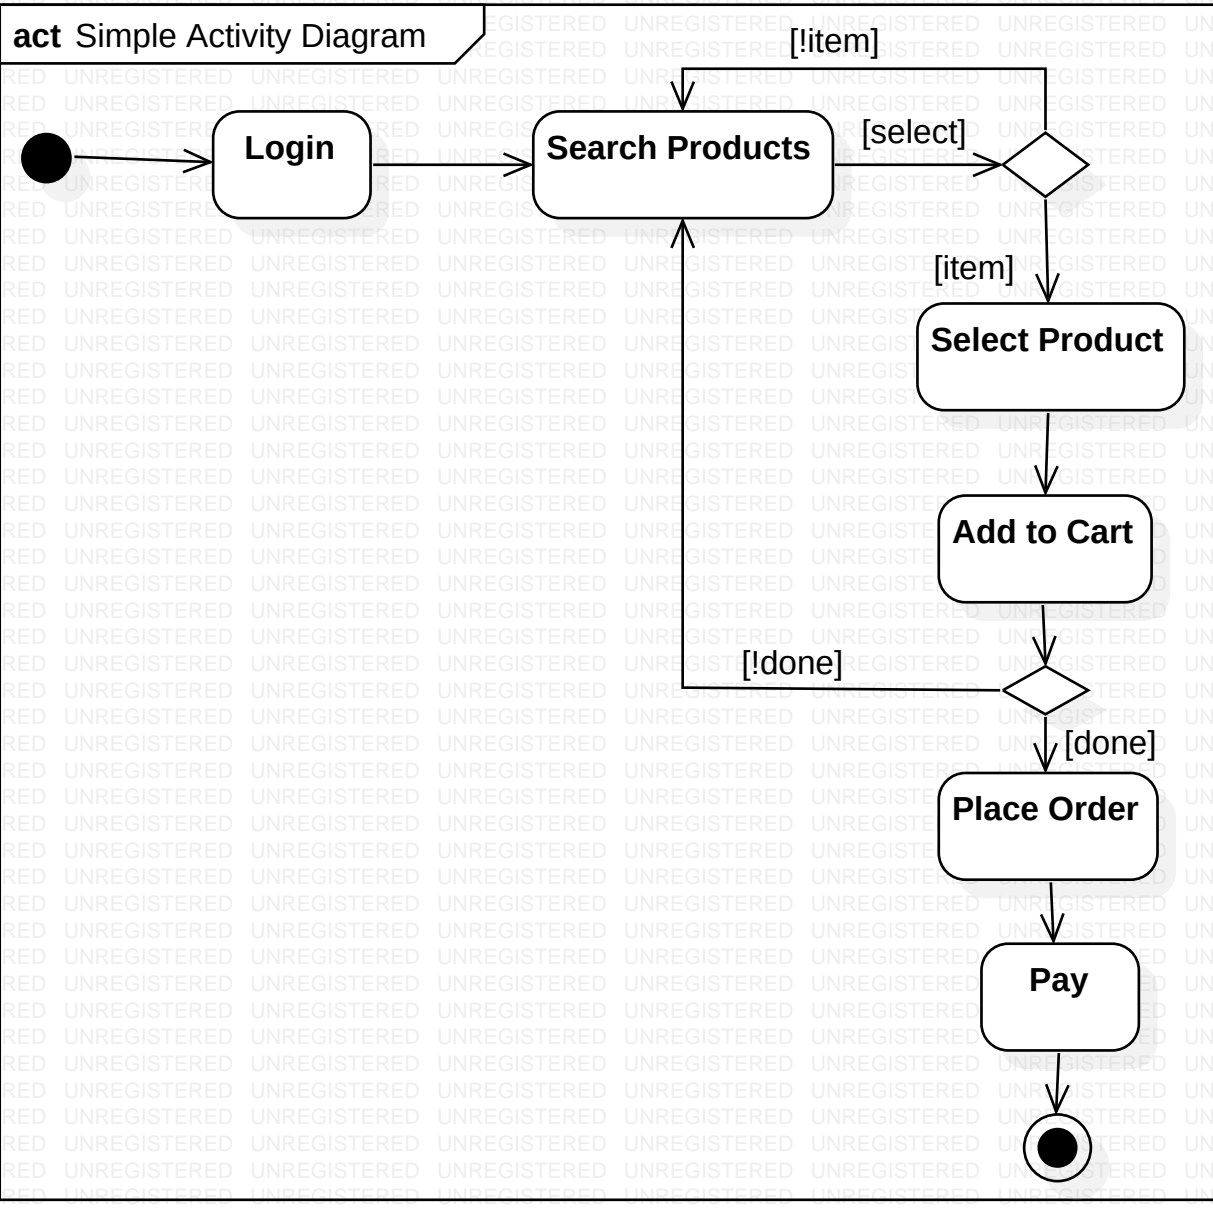 act Simple Activity Diagram
[!item]
Login
Search Products
[select]
[item]
Select Product
Add to Cart
[!done]
[done]
Place Order
Pay
UNREGISTERED